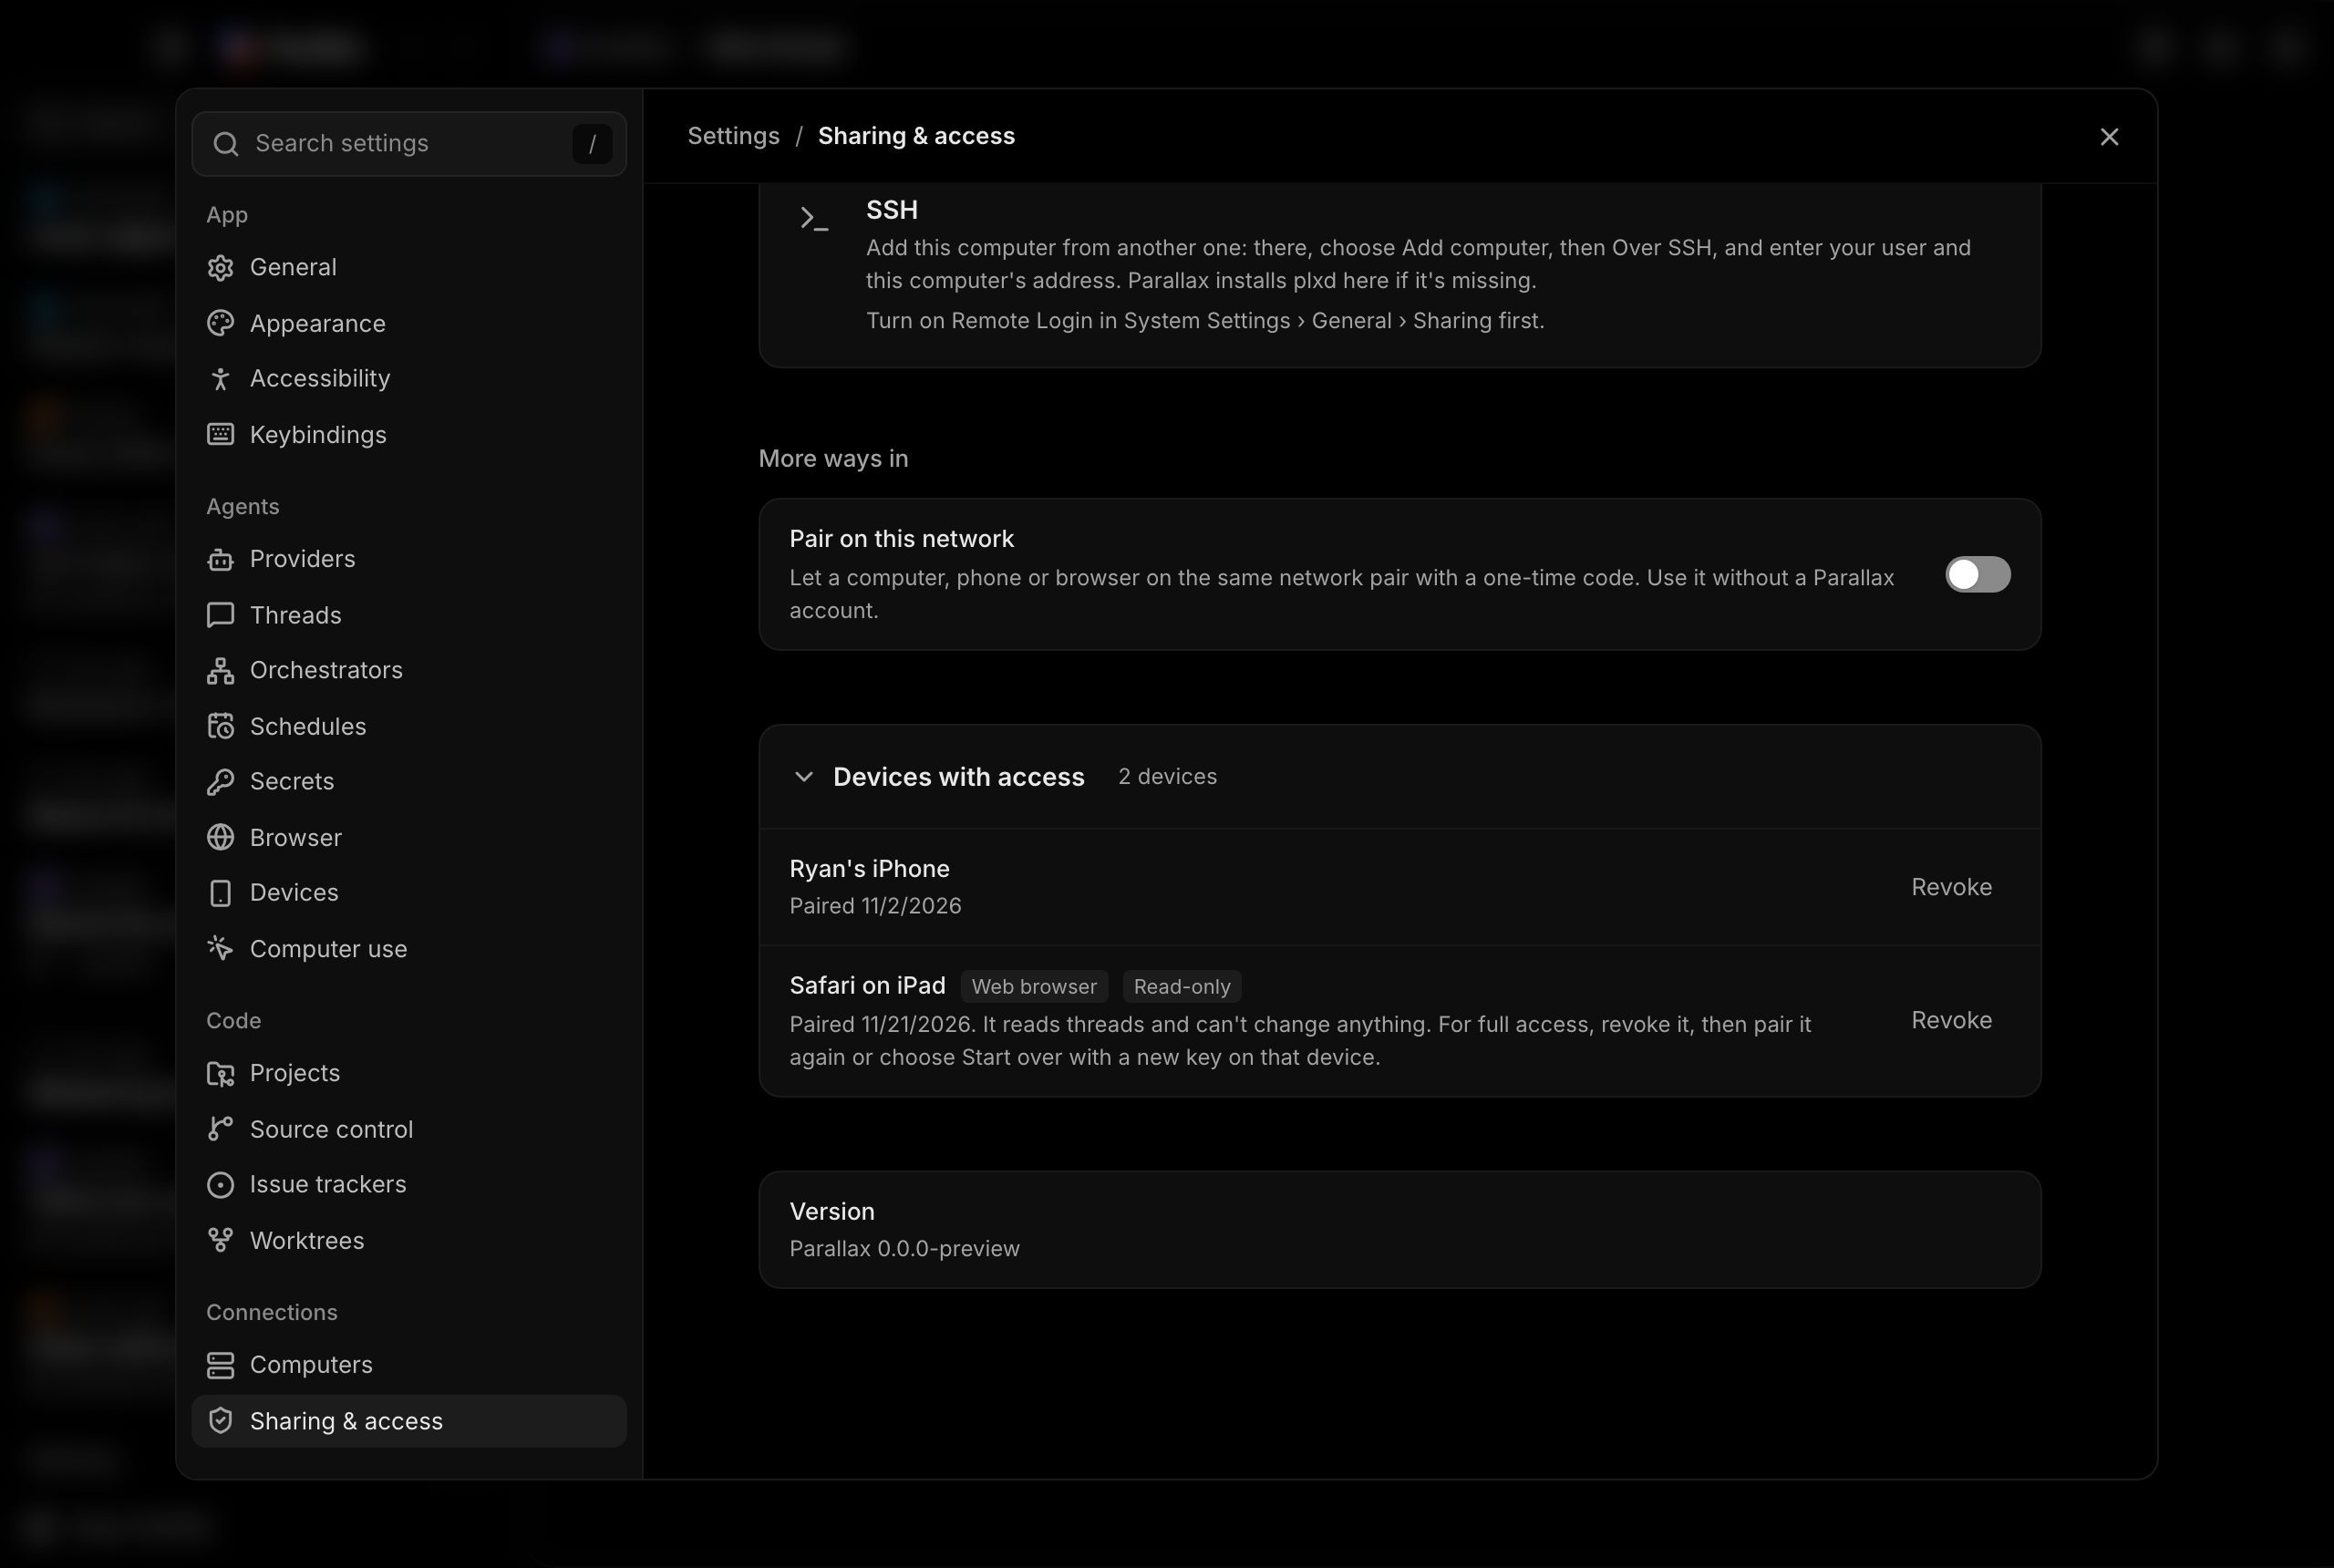 Search settings
/
App
General
Appearance
Accessibility
Keybindings
Agents
Providers
Threads
Orchestrators
Schedules
Secrets
Browser
Devices
Computer use
Code
Projects
Source control
Issue trackers
Worktrees
Connections
Computers
Sharing & access
Settings / Sharing & access
SSH
Add this computer from another one: there, choose Add computer, then Over SSH, and enter your user and
this computer's address. Parallax installs plxd here if it's missing.
Turn on Remote Login in System Settings › General › Sharing first.
More ways in
Pair on this network
Let a computer, phone or browser on the same network pair with a one-time code. Use it without a Parallax
account.
Devices with access 2 devices
Ryan's iPhone
Paired 11/2/2026
Revoke
Safari on iPad Web browser Read-only
Paired 11/21/2026. It reads threads and can't change anything. For full access, revoke it, then pair it
again or choose Start over with a new key on that device.
Revoke
Version
Parallax 0.0.0-preview